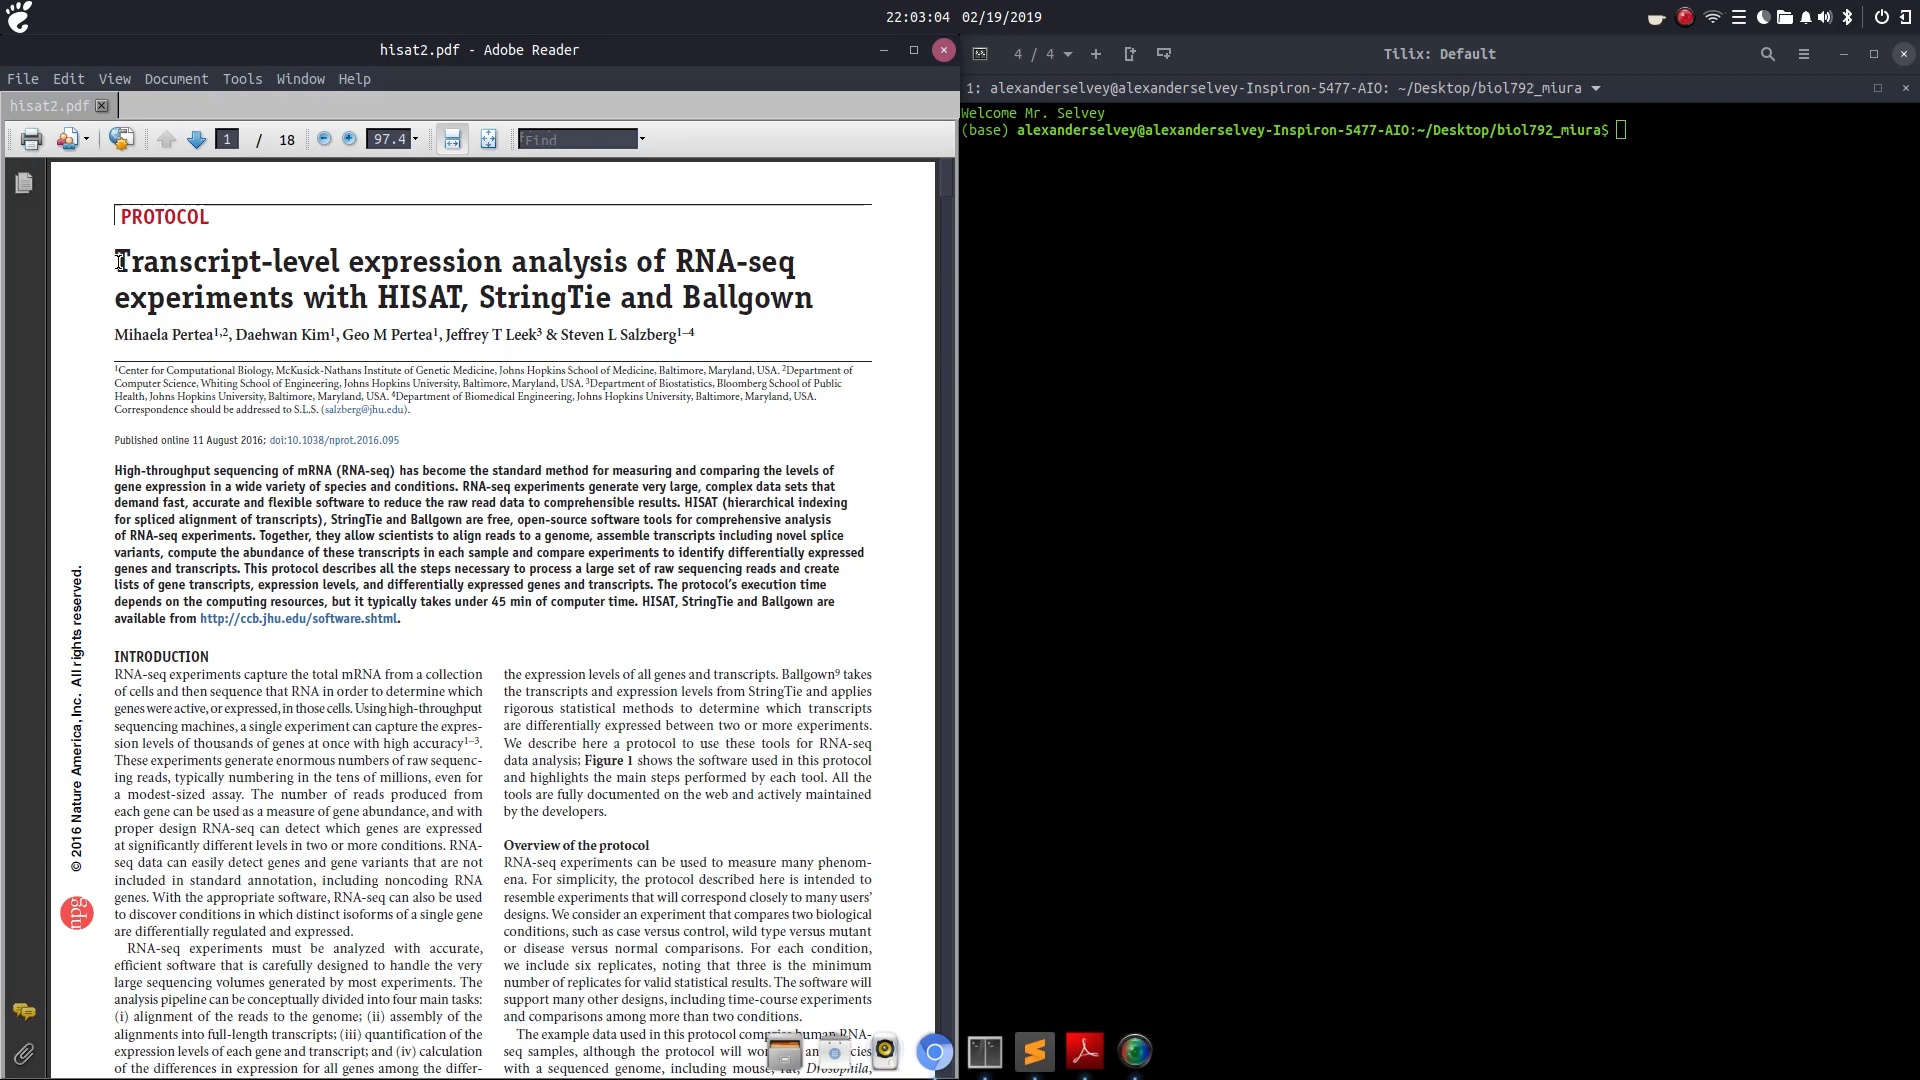 22:03:04 02/19/2019
hisat2.pdf - Adobe Reader
File Edit View Document Tools Window Help
hisat2.pdf
1 / 18 97.4 Find
PROTOCOL
Transcript-level expression analysis of RNA-seq
experiments with HISAT, StringTie and Ballgown
Mihaela Pertea1,2, Daehwan Kim1, Geo M Pertea1, Jeffrey T Leek3 & Steven L Salzberg1–4
1Center for Computational Biology, McKusick-Nathans Institute of Genetic Medicine, Johns Hopkins School of Medicine, Baltimore, Maryland, USA. 2Department of
Computer Science, Whiting School of Engineering, Johns Hopkins University, Baltimore, Maryland, USA. 3Department of Biostatistics, Bloomberg School of Public
Health, Johns Hopkins University, Baltimore, Maryland, USA. 4Department of Biomedical Engineering, Johns Hopkins University, Baltimore, Maryland, USA.
Correspondence should be addressed to S.L.S. (salzberg@jhu.edu).
Published online 11 August 2016; doi:10.1038/nprot.2016.095
High-throughput sequencing of mRNA (RNA-seq) has become the standard method for measuring and comparing the levels of
gene expression in a wide variety of species and conditions. RNA-seq experiments generate very large, complex data sets that
demand fast, accurate and flexible software to reduce the raw read data to comprehensible results. HISAT (hierarchical indexing
for spliced alignment of transcripts), StringTie and Ballgown are free, open-source software tools for comprehensive analysis
of RNA-seq experiments. Together, they allow scientists to align reads to a genome, assemble transcripts including novel splice
variants, compute the abundance of these transcripts in each sample and compare experiments to identify differentially expressed
genes and transcripts. This protocol describes all the steps necessary to process a large set of raw sequencing reads and create
lists of gene transcripts, expression levels, and differentially expressed genes and transcripts. The protocol's execution time
depends on the computing resources, but it typically takes under 45 min of computer time. HISAT, StringTie and Ballgown are
available from http://ccb.jhu.edu/software.shtml.
INTRODUCTION
RNA-seq experiments capture the total mRNA from a collection
of cells and then sequence that RNA in order to determine which
genes were active, or expressed, in those cells. Using high-throughput
sequencing machines, a single experiment can capture the expres-
sion levels of thousands of genes at once with high accuracy1–3.
These experiments generate enormous numbers of raw sequenc-
ing reads, typically numbering in the tens of millions, even for
a modest-sized assay. The number of reads produced from
each gene can be used as a measure of gene abundance, and with
proper design RNA-seq can detect which genes are expressed
at significantly different levels in two or more conditions. RNA-
seq data can easily detect genes and gene variants that are not
included in standard annotation, including noncoding RNA
genes. With the appropriate software, RNA-seq can also be used
to discover conditions in which distinct isoforms of a single gene
are differentially regulated and expressed.
RNA-seq experiments must be analyzed with accurate,
efficient software that is carefully designed to handle the very
large sequencing volumes generated by most experiments. The
analysis pipeline can be conceptually divided into four main tasks:
(i) alignment of the reads to the genome; (ii) assembly of the
alignments into full-length transcripts; (iii) quantification of the
expression levels of each gene and transcript; and (iv) calculation
of the differences in expression for all genes among the differ-
the expression levels of all genes and transcripts. Ballgown9 takes
the transcripts and expression levels from StringTie and applies
rigorous statistical methods to determine which transcripts
are differentially expressed between two or more experiments.
We describe here a protocol to use these tools for RNA-seq
data analysis; Figure 1 shows the software used in this protocol
and highlights the main steps performed by each tool. All the
tools are fully documented on the web and actively maintained
by the developers.
Overview of the protocol
RNA-seq experiments can be used to measure many phenom-
ena. For simplicity, the protocol described here is intended to
resemble experiments that will correspond closely to many users'
designs. We consider an experiment that compares two biological
conditions, such as case versus control, wild type versus mutant
or disease versus normal comparisons. For each condition,
we include six replicates, noting that three is the minimum
number of replicates for valid statistical results. The software will
support many other designs, including time-course experiments
and comparisons among more than two conditions.
The example data used in this protocol human RNA-
seq samples, although the protocol will
with a sequenced genome, including mouse, rat, Drosophila,
© 2016 Nature America, Inc. All rights reserved.
npg
4 / 4 Tilix: Default
1: alexanderselvey@alexanderselvey-Inspiron-5477-AIO: ~/Desktop/biol792_miura
Welcome Mr. Selvey
(base) alexanderselvey@alexanderselvey-Inspiron-5477-AIO:~/Desktop/biol792_miura$